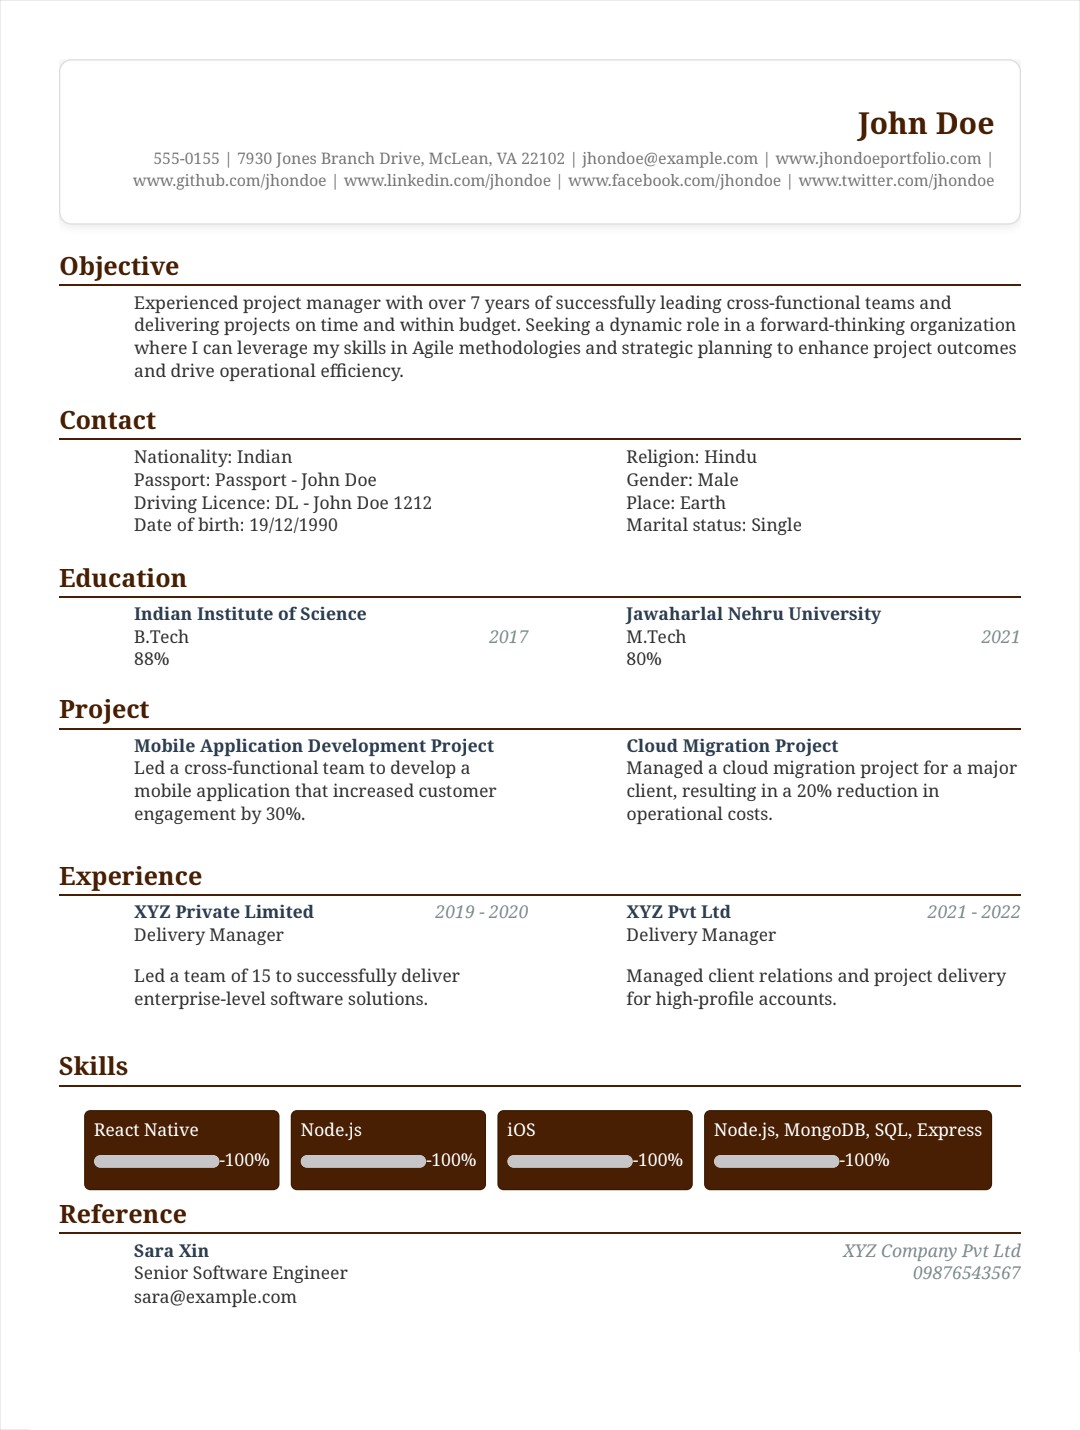 John Doe
555-0155 | 7930 Jones Branch Drive, McLean, VA 22102 | jhondoe@example.com | www.jhondoeportfolio.com |
www.github.com/jhondoe | www.linkedin.com/jhondoe | www.facebook.com/jhondoe | www.twitter.com/jhondoe
Objective
Experienced project manager with over 7 years of successfully leading cross-functional teams and
delivering projects on time and within budget. Seeking a dynamic role in a forward-thinking organization
where I can leverage my skills in Agile methodologies and strategic planning to enhance project outcomes
and drive operational efficiency.
Contact
Nationality: Indian
Passport: Passport - John Doe
Driving Licence: DL - John Doe 1212
Date of birth: 19/12/1990
Religion: Hindu
Gender: Male
Place: Earth
Marital status: Single
Education
Indian Institute of Science
B.Tech 2017
88%
Jawaharlal Nehru University
M.Tech 2021
80%
Project
Mobile Application Development Project
Led a cross-functional team to develop a
mobile application that increased customer
engagement by 30%.
Cloud Migration Project
Managed a cloud migration project for a major
client, resulting in a 20% reduction in
operational costs.
Experience
XYZ Private Limited 2019 - 2020
Delivery Manager
Led a team of 15 to successfully deliver
enterprise-level software solutions.
XYZ Pvt Ltd 2021 - 2022
Delivery Manager
Managed client relations and project delivery
for high-profile accounts.
Skills
React Native
-100%
Node.js
-100%
iOS
-100%
Node.js, MongoDB, SQL, Express
-100%
Reference
Sara Xin XYZ Company Pvt Ltd
Senior Software Engineer 09876543567
sara@example.com